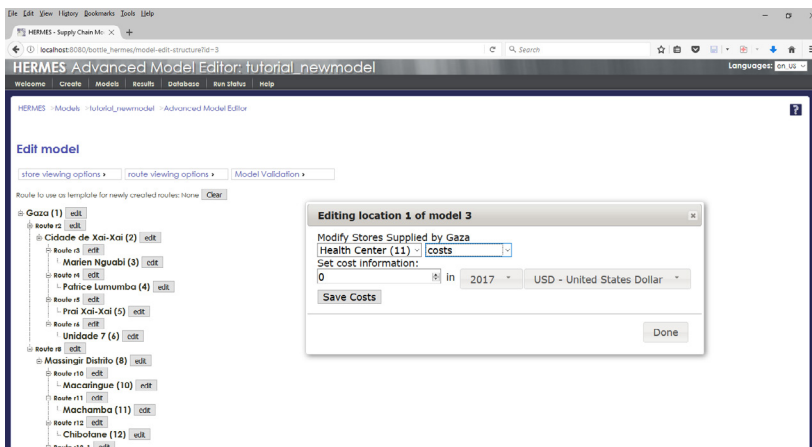 File Edit View History Bookmarks Tools Help
HERMES - Supply Chain Mo
localhost:8080/bottle_hermes/model-edit-structure?id=3
Search
HERMES Advanced Model Editor: tutorial_newmodel
Languages: en_US
Welcome Create Models Results Database Run Status Help
HERMES >Models >tutorial_newmodel >Advanced Model Editor
?
Edit model
store viewing options
route viewing options
Model Validation
Route to use as template for newly created routes: None Clear
Gaza (1) edit
Route r2 edit
Cidade de Xai-Xai (2) edit
Route r3 edit
Marien Nguabi (3) edit
Route r4 edit
Patrice Lumumba (4) edit
Route r5 edit
Prai Xai-Xai (5) edit
Route r6 edit
Unidade 7 (6) edit
Route r8 edit
Massingir Distrito (8) edit
Route r10 edit
Macaringue (10) edit
Route r11 edit
Machamba (11) edit
Route r12 edit
Chibotane (12) edit
Editing location 1 of model 3
Modify Stores Supplied by Gaza
Health Center (11) costs
Set cost information:
0 in 2017 USD - United States Dollar
Save Costs
Done